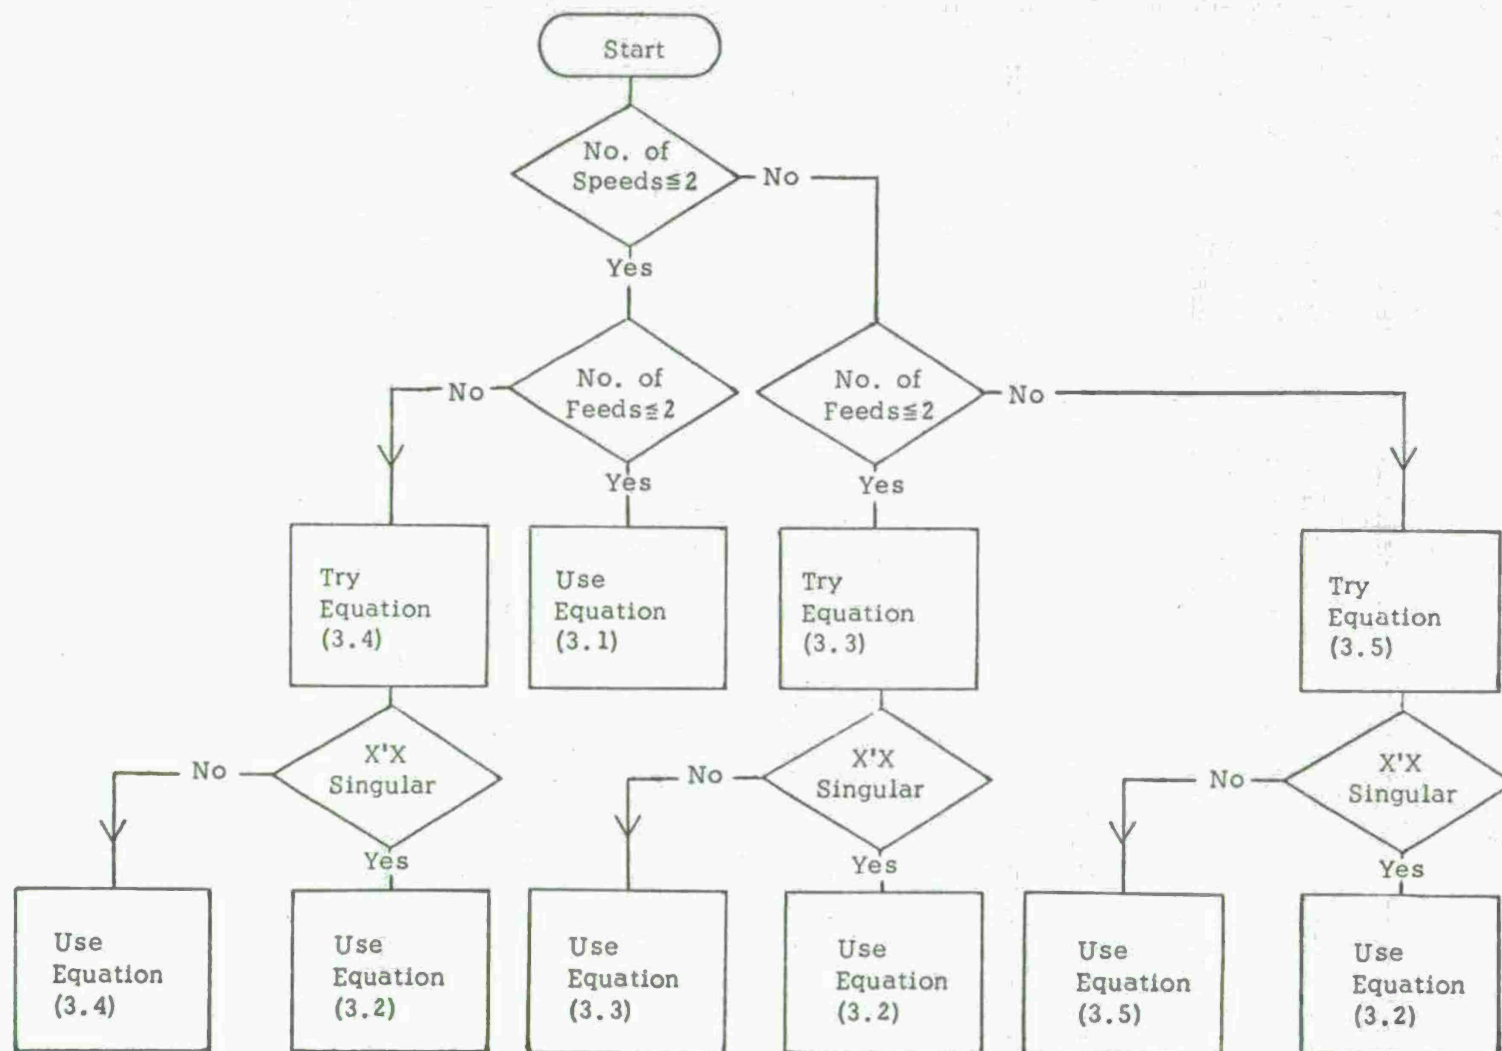 Start
No. of
Speeds≦2
No
Yes
No
No. of
Feeds≦2
No. of
Feeds≦2
No
Yes
Yes
Try
Equation
(3.4)
Use
Equation
(3.1)
Try
Equation
(3.3)
Try
Equation
(3.5)
No
X'X
Singular
No
X'X
Singular
No
X'X
Singular
Yes
Yes
Yes
Use
Equation
(3.4)
Use
Equation
(3.2)
Use
Equation
(3.3)
Use
Equation
(3.2)
Use
Equation
(3.5)
Use
Equation
(3.2)